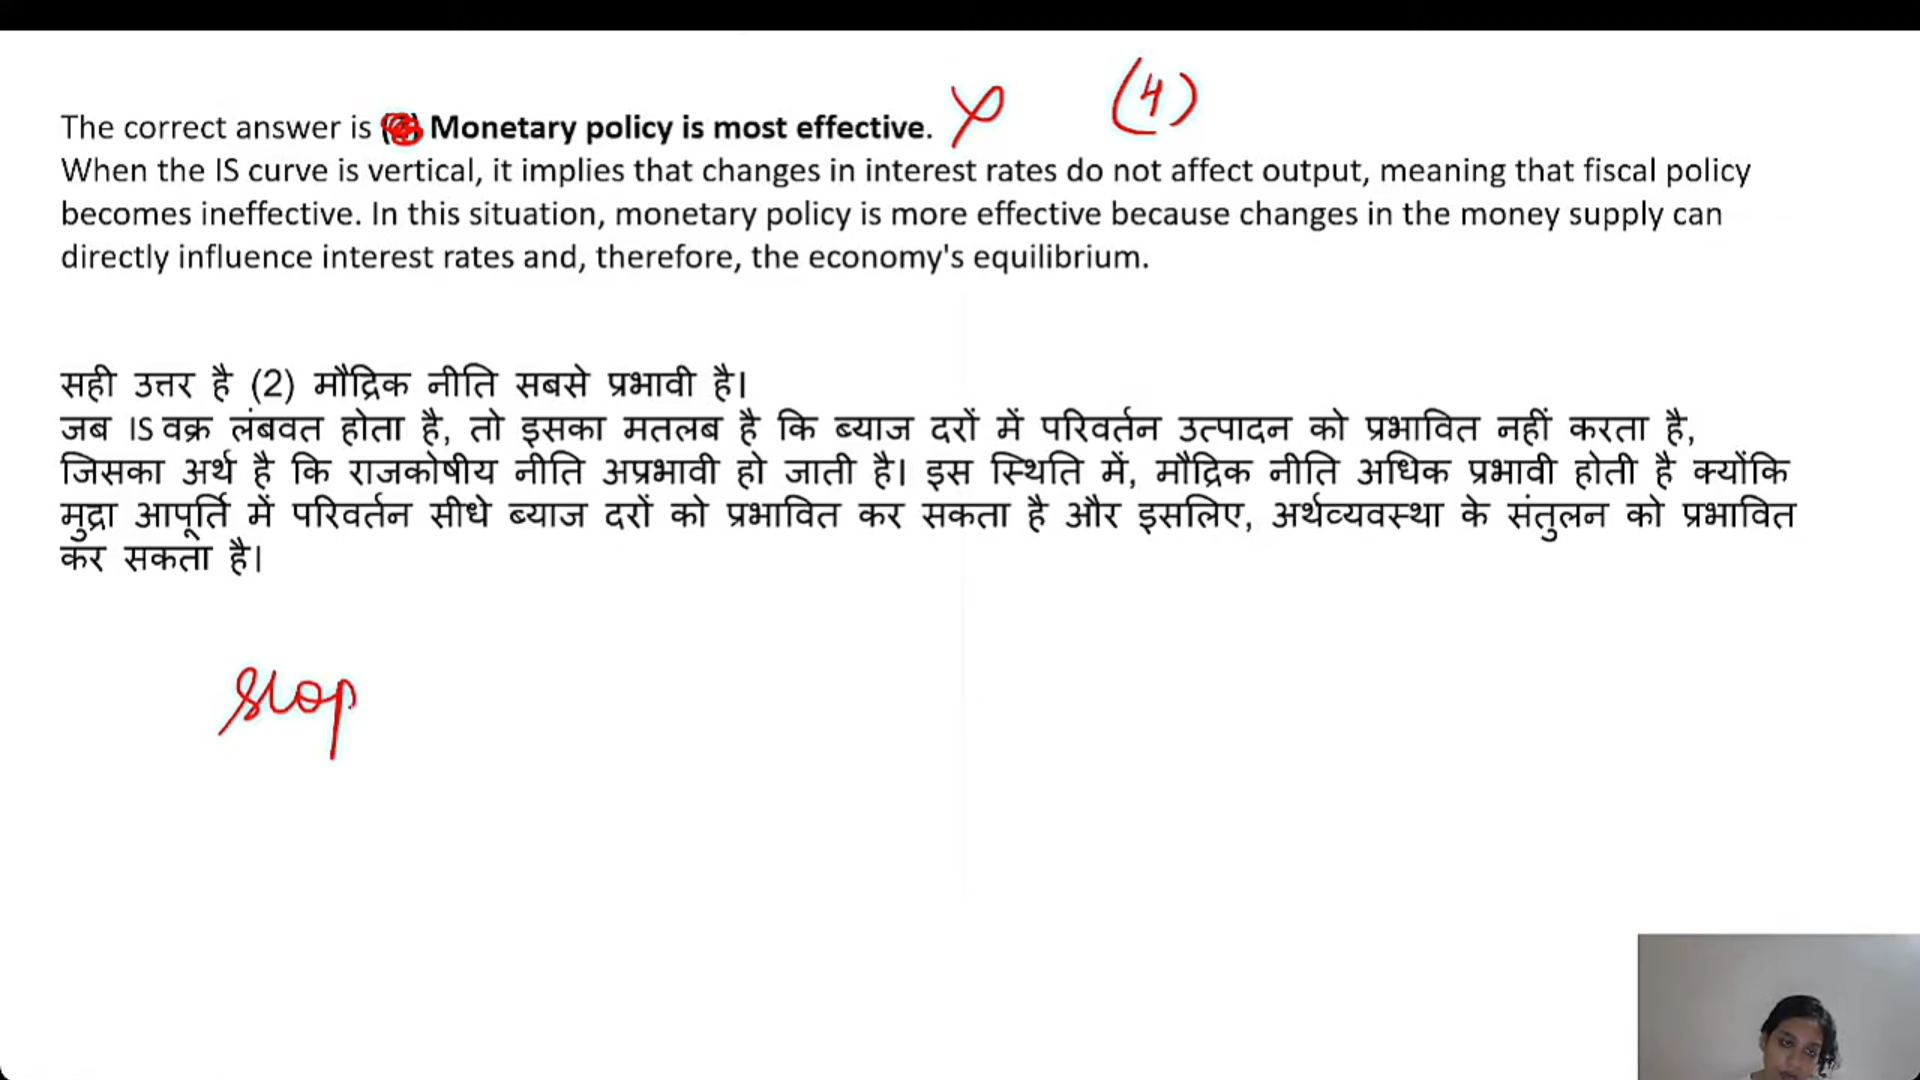 The correct answer is Monetary policy is most effective. (4)
When the IS curve is vertical, it implies that changes in interest rates do not affect output, meaning that fiscal policy
becomes ineffective. In this situation, monetary policy is more effective because changes in the money supply can
directly influence interest rates and, therefore, the economy's equilibrium.
सही उत्तर है (2) मौद्रिक नीति सबसे प्रभावी है।
जब IS वक्र लंबवत होता है, तो इसका मतलब है कि ब्याज दरों में परिवर्तन उत्पादन को प्रभावित नहीं करता है,
जिसका अर्थ है कि राजकोषीय नीति अप्रभावी हो जाती है। इस स्थिति में, मौद्रिक नीति अधिक प्रभावी होती है क्योंकि
मुद्रा आपूर्ति में परिवर्तन सीधे ब्याज दरों को प्रभावित कर सकता है और इसलिए, अर्थव्यवस्था के संतुलन को प्रभावित
कर सकता है।
slop